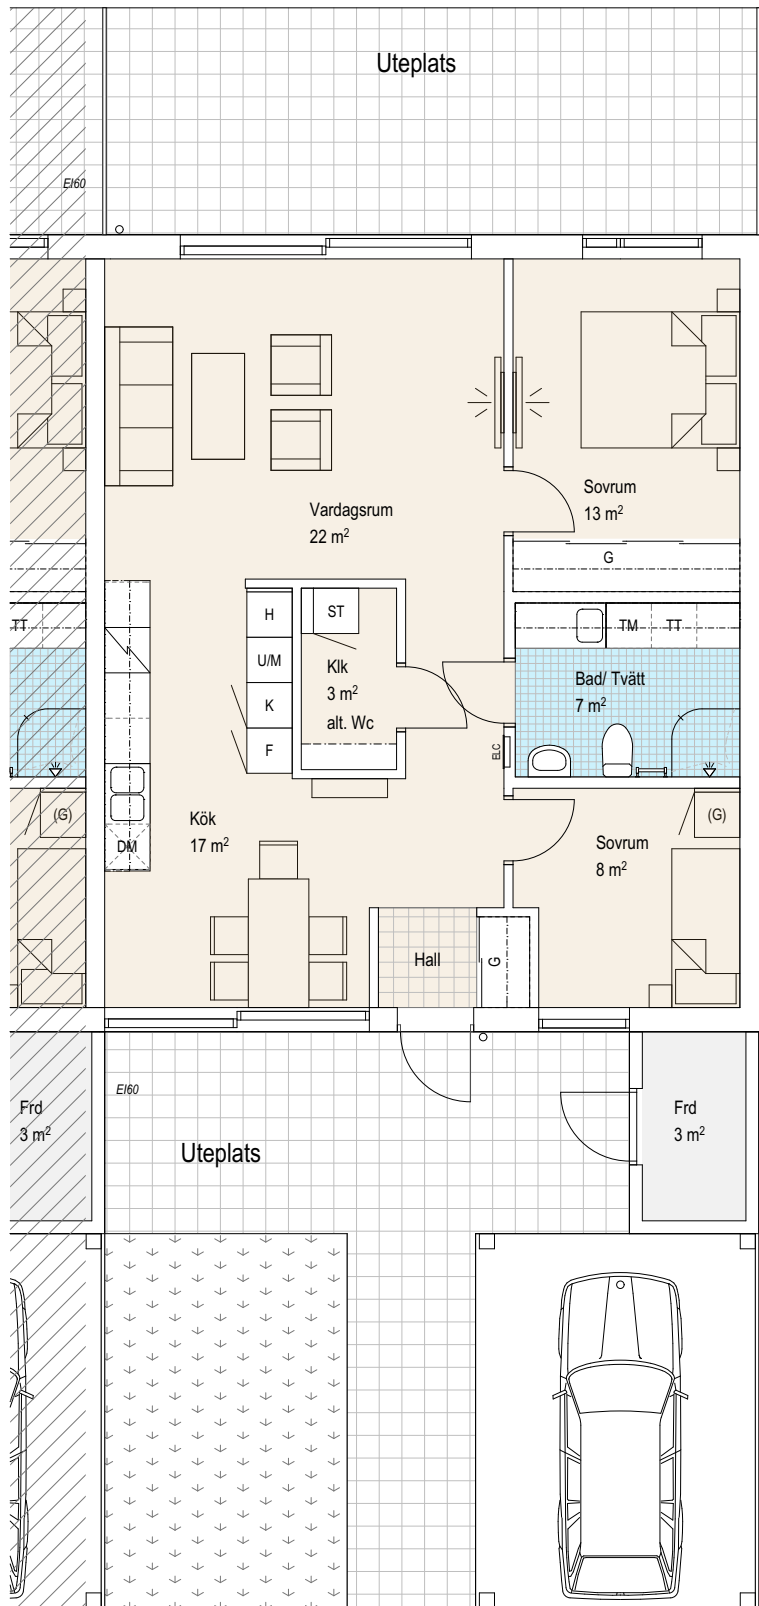 Uteplats
EI60
Sovrum
13 m²
Vardagsrum
22 m²
G
H
ST
U/M
Klk
3 m²
alt. Wc
K
F
TT
TM
TT
Bad/ Tvätt
7 m²
ELC
(G)
Kök
17 m²
DM
Sovrum
8 m²
(G)
Hall
G
EI60
Frd
3 m²
Uteplats
Frd
3 m²